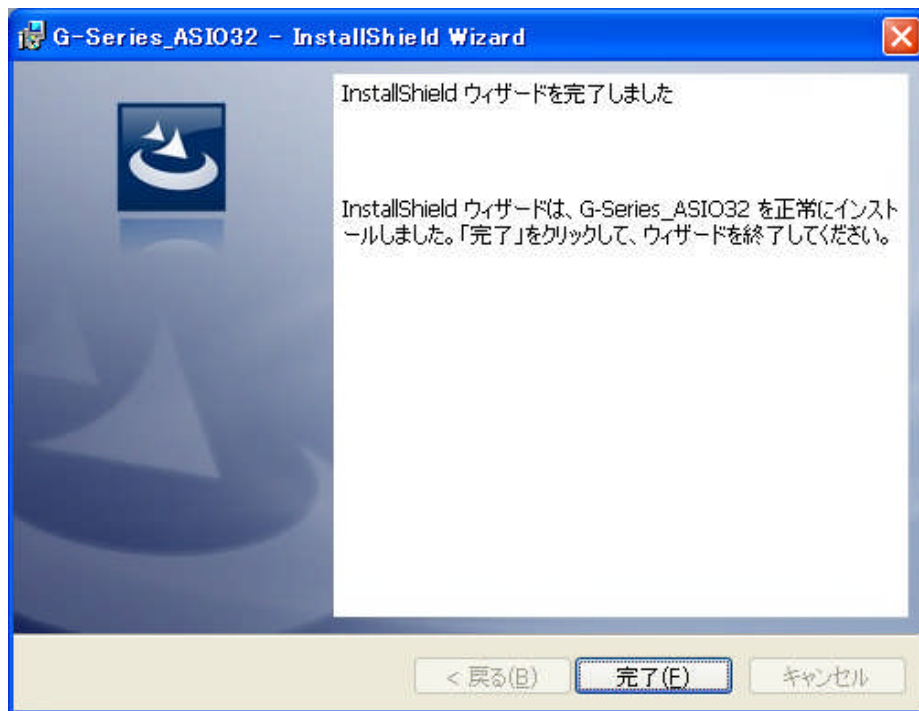 G-Series_ASIO32 - InstallShield Wizard
InstallShield ウィザードを完了しました
InstallShield ウィザードは、G-Series_ASIO32 を正常にインスト
ールしました。「完了」をクリックして、ウィザードを終了してください。
< 戻る(B)
完了(F)
キャンセル